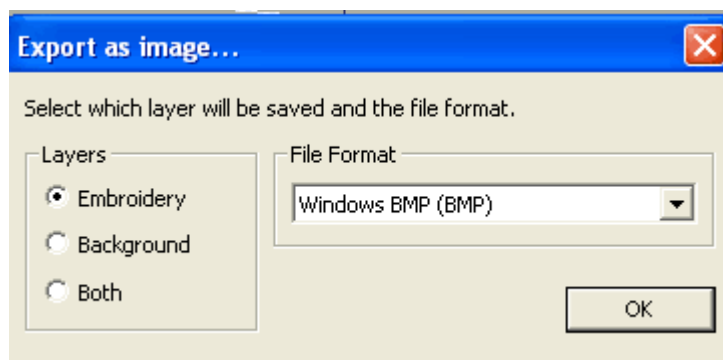 Export as image...
Select which layer will be saved and the file format.
Layers
Embroidery
Background
Both
File Format
Windows BMP (BMP)
OK